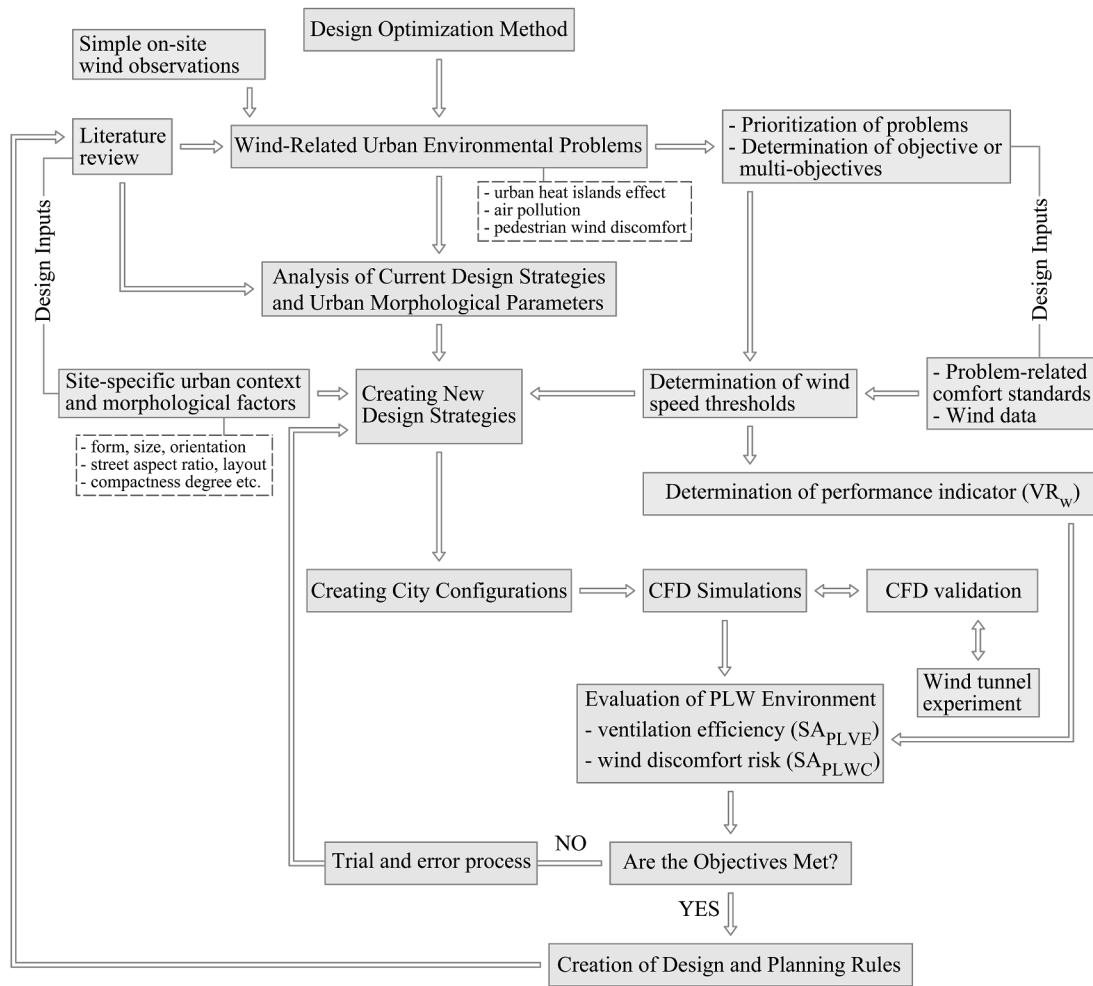 Design Optimization Method
Simple on-site
wind observations
Literature
review
Wind-Related Urban Environmental Problems
- Prioritization of problems
- Determination of objective or
multi-objectives
- urban heat islands effect
- air pollution
- pedestrian wind discomfort
Design Inputs
Design Inputs
Analysis of Current Design Strategies
and Urban Morphological Parameters
Site-specific urban context
and morphological factors
Creating New
Design Strategies
Determination of wind
speed thresholds
- Problem-related
comfort standards
- Wind data
- form, size, orientation
- street aspect ratio, layout
- compactness degree etc.
Determination of performance indicator (VRw)
Creating City Configurations
CFD Simulations
CFD validation
Wind tunnel
experiment
Evaluation of PLW Environment
- ventilation efficiency (SAPLVE)
- wind discomfort risk (SAPLWC)
Trial and error process
NO
Are the Objectives Met?
YES
Creation of Design and Planning Rules